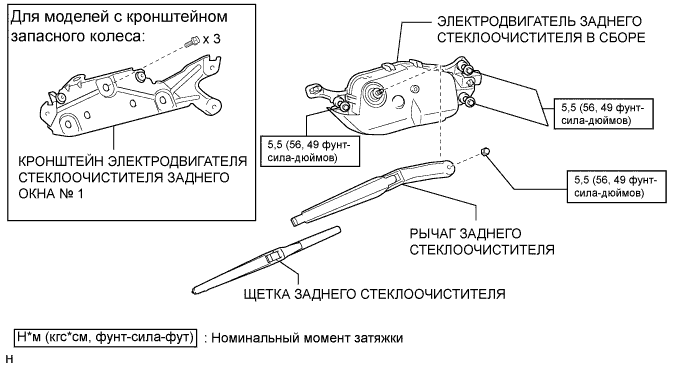 Для моделей с кронштейном
запасного колеса:
x 3
КРОНШТЕЙН ЭЛЕКТРОДВИГАТЕЛЯ
СТЕКЛООЧИСТИТЕЛЯ ЗАДНЕГО
ОКНА № 1
ЭЛЕКТРОДВИГАТЕЛЬ ЗАДНЕГО
СТЕКЛООЧИСТИТЕЛЯ В СБОРЕ
5,5 (56, 49 фунт-
сила-дюймов)
5,5 (56, 49 фунт-
сила-дюймов)
5,5 (56, 49 фунт-
сила-дюймов)
РЫЧАГ ЗАДНЕГО
СТЕКЛООЧИСТИТЕЛЯ
ЩЕТКА ЗАДНЕГО СТЕКЛООЧИСТИТЕЛЯ
Н*м (кгс*см, фунт-сила-фут) : Номинальный момент затяжки
Н